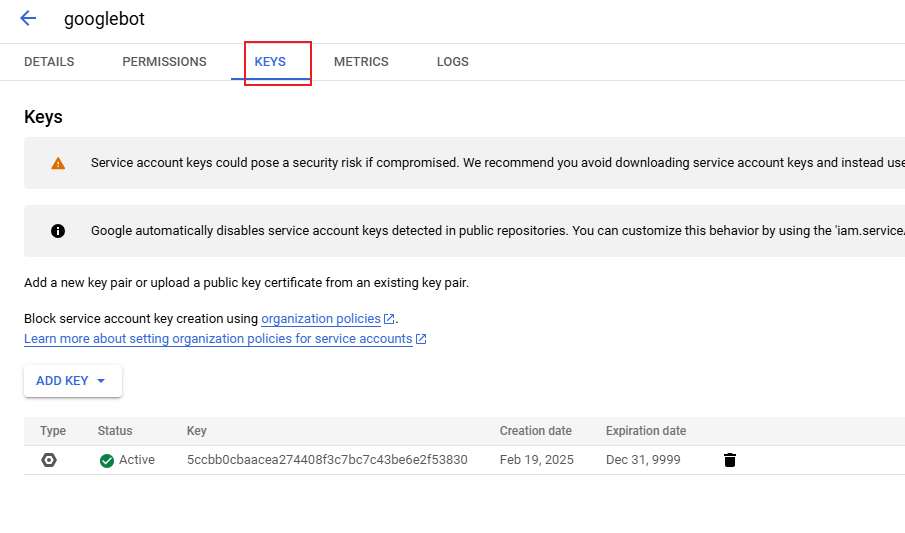 googlebot
DETAILS PERMISSIONS KEYS METRICS LOGS
Keys
Service account keys could pose a security risk if compromised. We recommend you avoid downloading service account keys and instead use
Google automatically disables service account keys detected in public repositories. You can customize this behavior by using the 'iam.service.
Add a new key pair or upload a public key certificate from an existing key pair.
Block service account key creation using organization policies.
Learn more about setting organization policies for service accounts
ADD KEY
Type Status Key Creation date Expiration date
Active 5ccbb0cbaacea274408f3c7bc7c43be6e2f53830 Feb 19, 2025 Dec 31, 9999